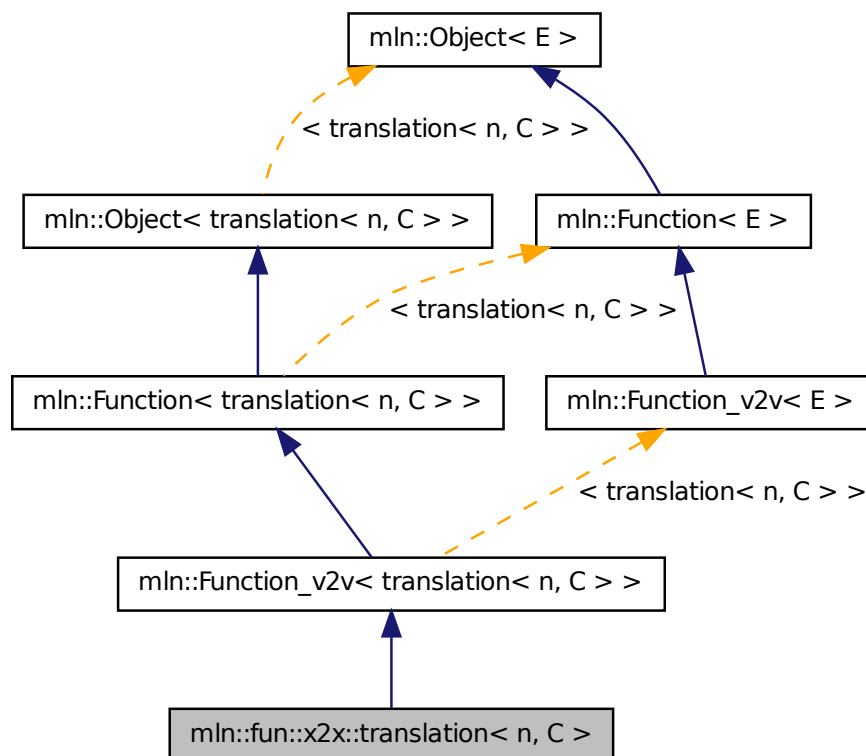 mln::Object< E >
< translation< n, C > >
mln::Object< translation< n, C > >
mln::Function< E >
< translation< n, C > >
mln::Function< translation< n, C > >
mln::Function_v2v< E >
< translation< n, C > >
mln::Function_v2v< translation< n, C > >
mln::fun::x2x::translation< n, C >